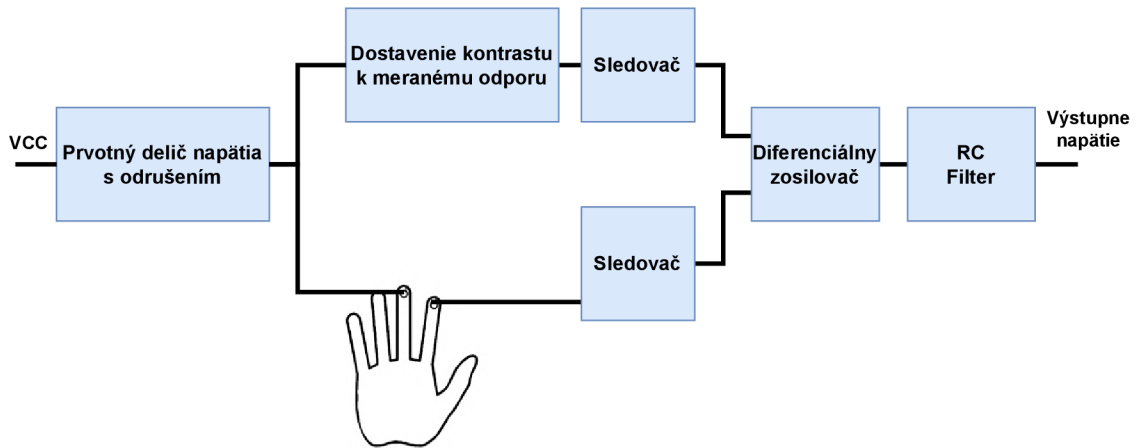 VCC
Prvotný delič napätia
s odrušením
Dostavenie kontrastu
k meranému odporu
Sledovač
Sledovač
Diferenciálny
zosilovač
RC
Filter
Výstupne
napätie